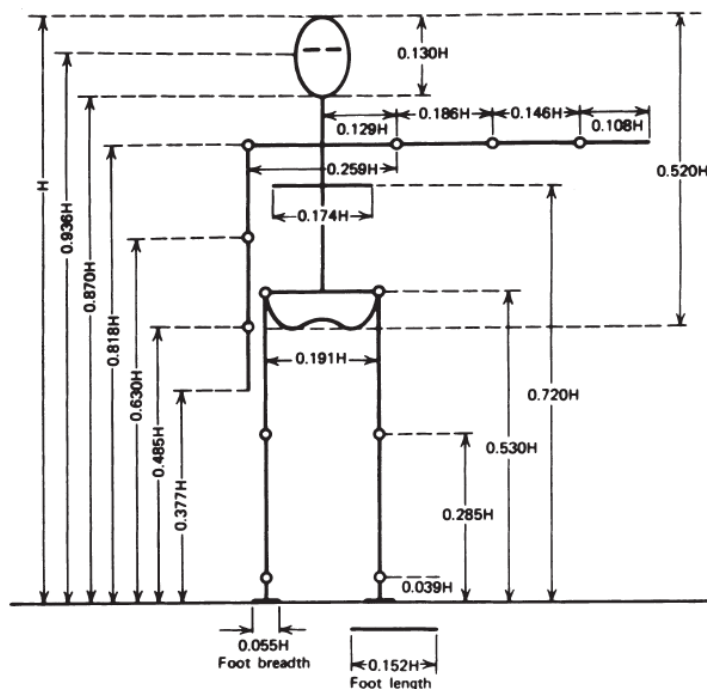 0.130H
0.186H
0.146H
0.108H
0.129H
0.259H
0.520H
0.174H
H
0.936H
0.870H
0.818H
0.630H
0.485H
0.377H
0.191H
0.720H
0.530H
0.285H
0.039H
0.055H
Foot breadth
0.152H
Foot length